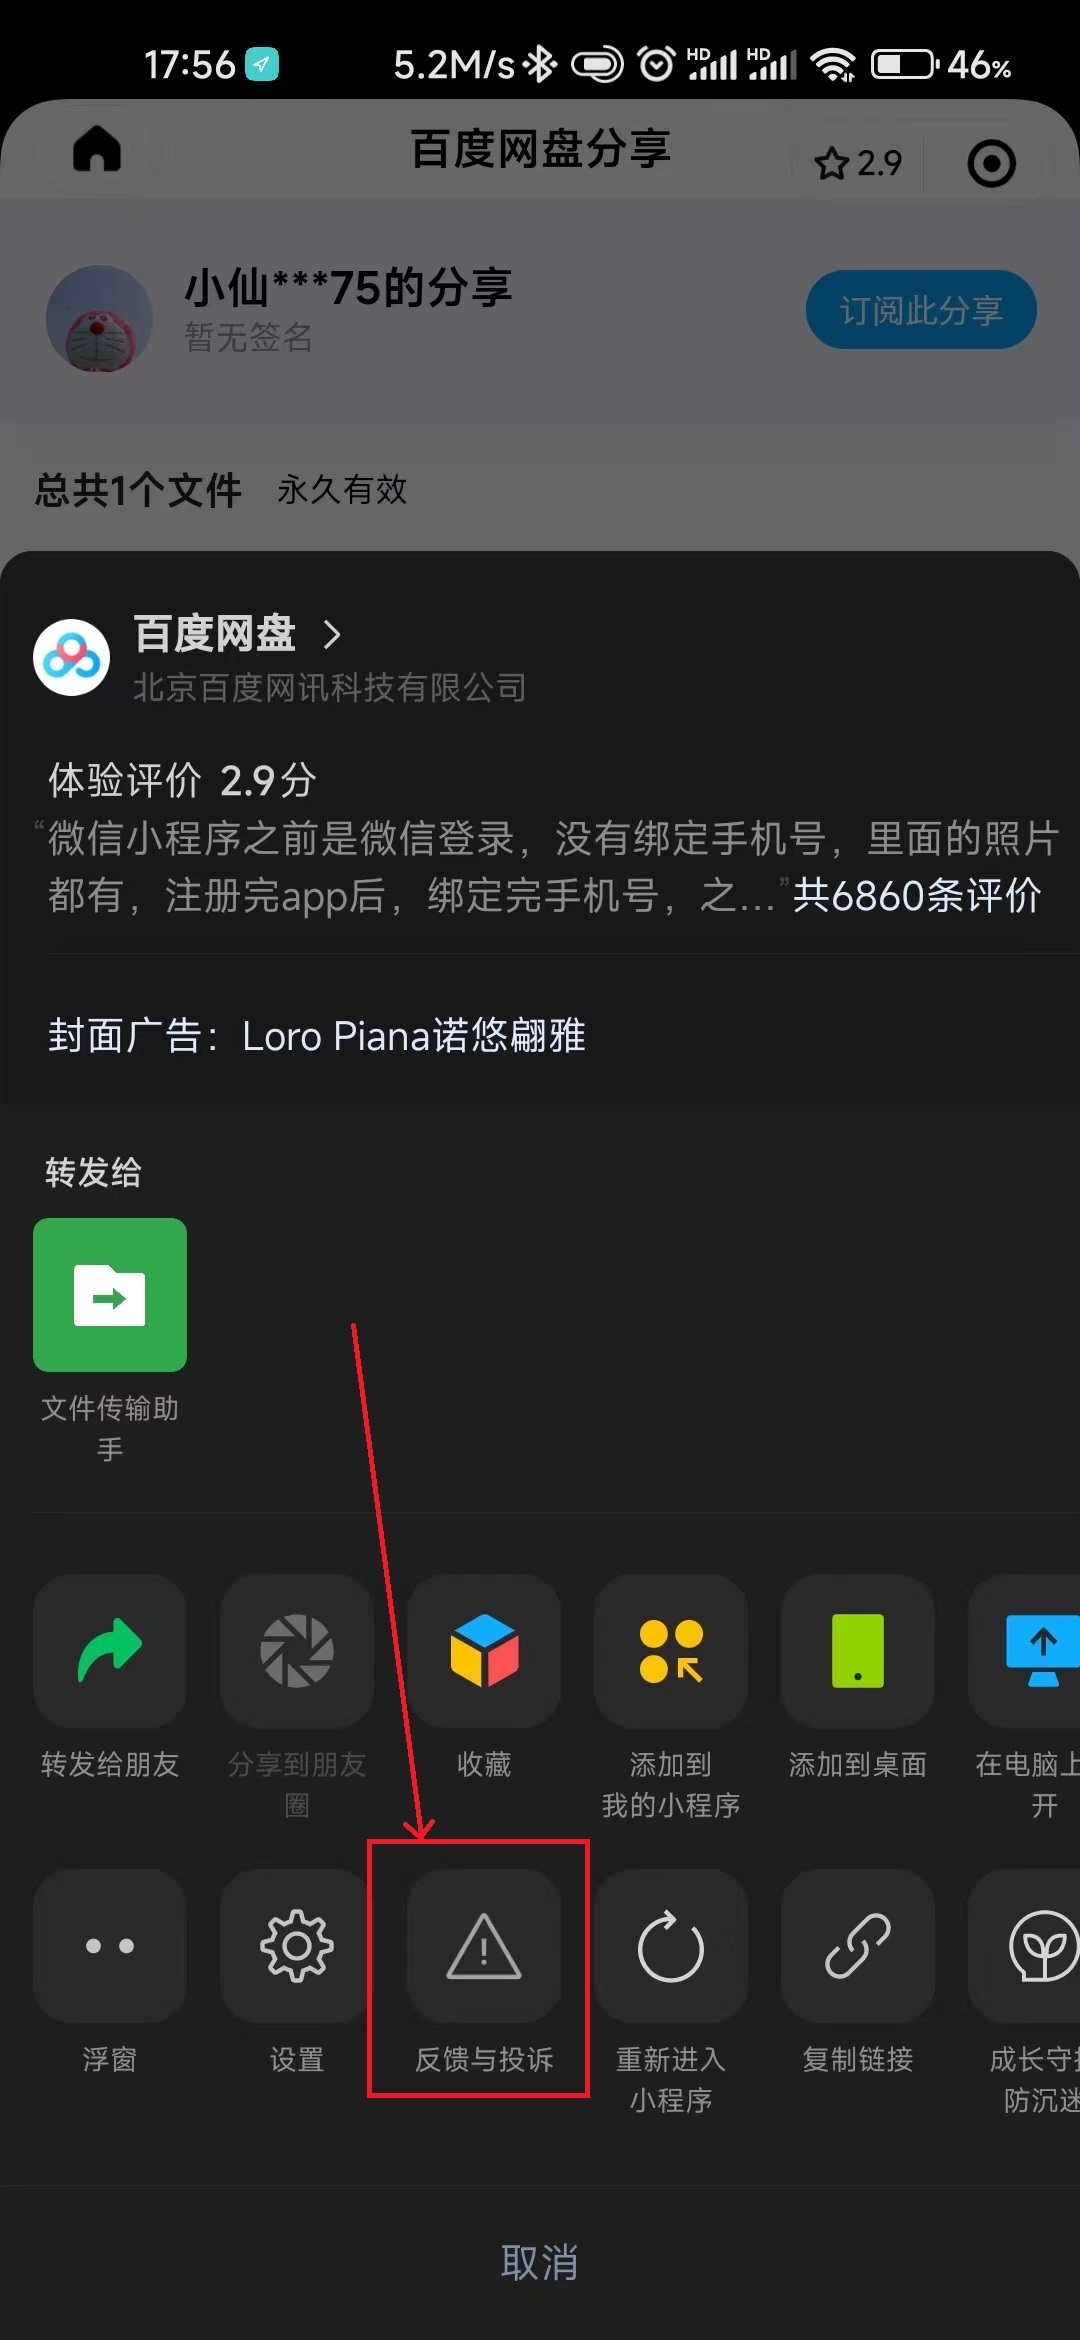 17:56
5.2M/s
HD
HD
46%
百度网盘分享
2.9
小仙***75的分享
暂无签名
订阅此分享
总共1个文件 永久有效
百度网盘
北京百度网讯科技有限公司
体验评价 2.9分
“微信小程序之前是微信登录，没有绑定手机号，里面的照片
都有，注册完app后，绑定完手机号，之...”共6860条评价
封面广告：Loro Piana诺悠翩雅
转发给
文件传输助
手
转发给朋友
分享到朋友
圈
收藏
添加到
我的小程序
添加到桌面
在电脑上
开
浮窗
设置
反馈与投诉
重新进入
小程序
复制链接
成长守
防沉迷
取消